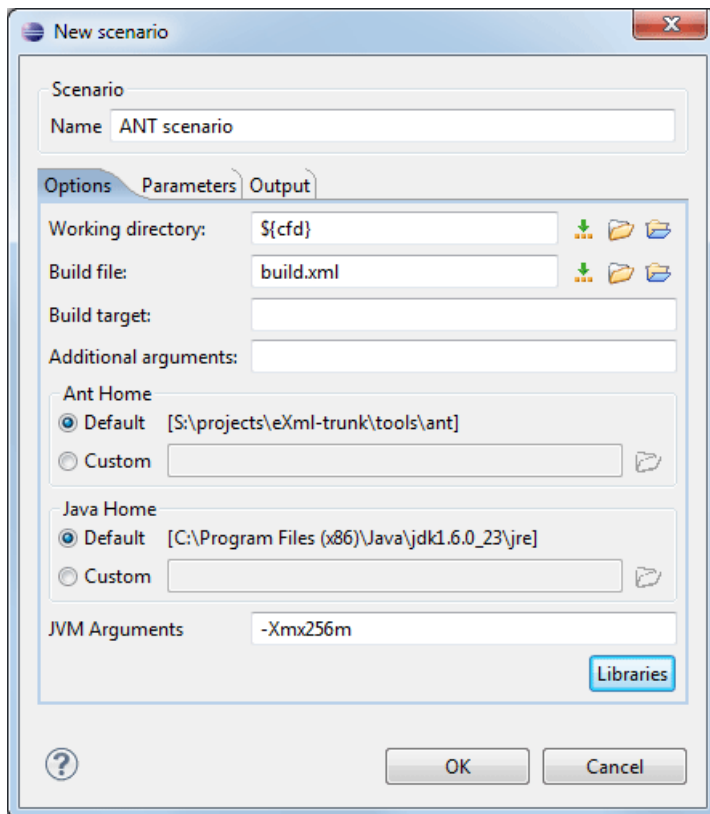 New scenario
Scenario
Name ANT scenario
Options Parameters Output
Working directory: ${cfd}
Build file: build.xml
Build target:
Additional arguments:
Ant Home
Default [S:\projects\eXml-trunk\tools\ant]
Custom
Java Home
Default [C:\Program Files (x86)\Java\jdk1.6.0_23\jre]
Custom
JVM Arguments -Xmx256m
Libraries
? OK Cancel